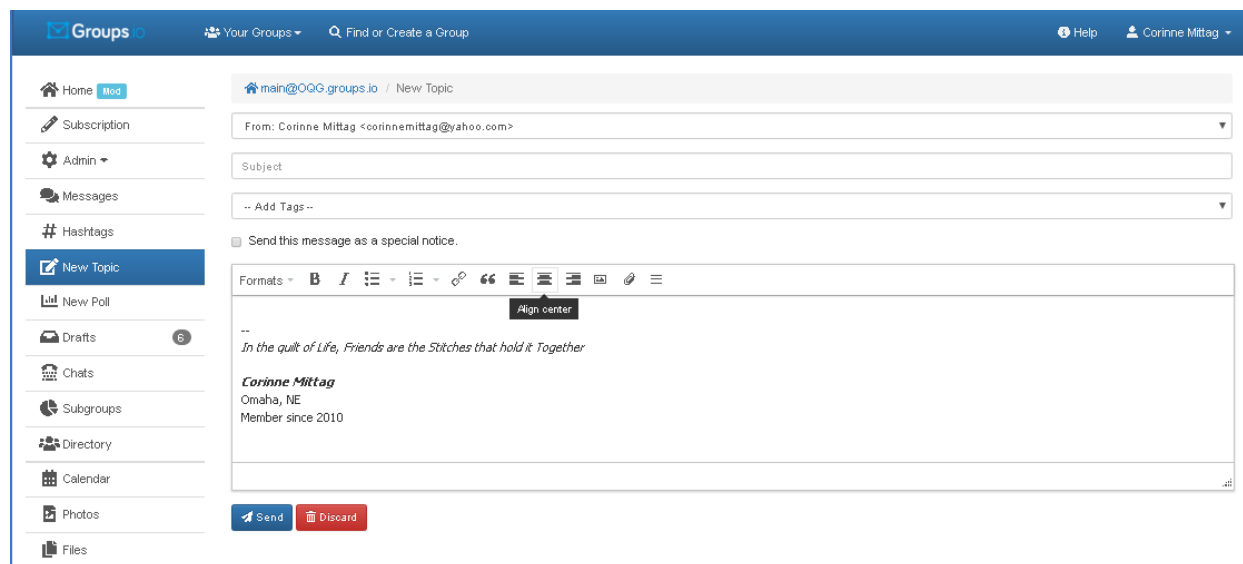 Groups.io Your Groups Find or Create a Group Help Corinne Mittag
Home Mod
Subscription
Admin
Messages
Hashtags
New Topic
New Poll
Drafts 6
Chats
Subgroups
Directory
Calendar
Photos
Files
main@OQG.groups.io / New Topic
From: Corinne Mittag <corinnemittag@yahoo.com>
Subject
-- Add Tags --
Send this message as a special notice.
Formats B I
Align center
--
In the quilt of Life, Friends are the Stitches that hold it Together
Corinne Mittag
Omaha, NE
Member since 2010
Send Discard